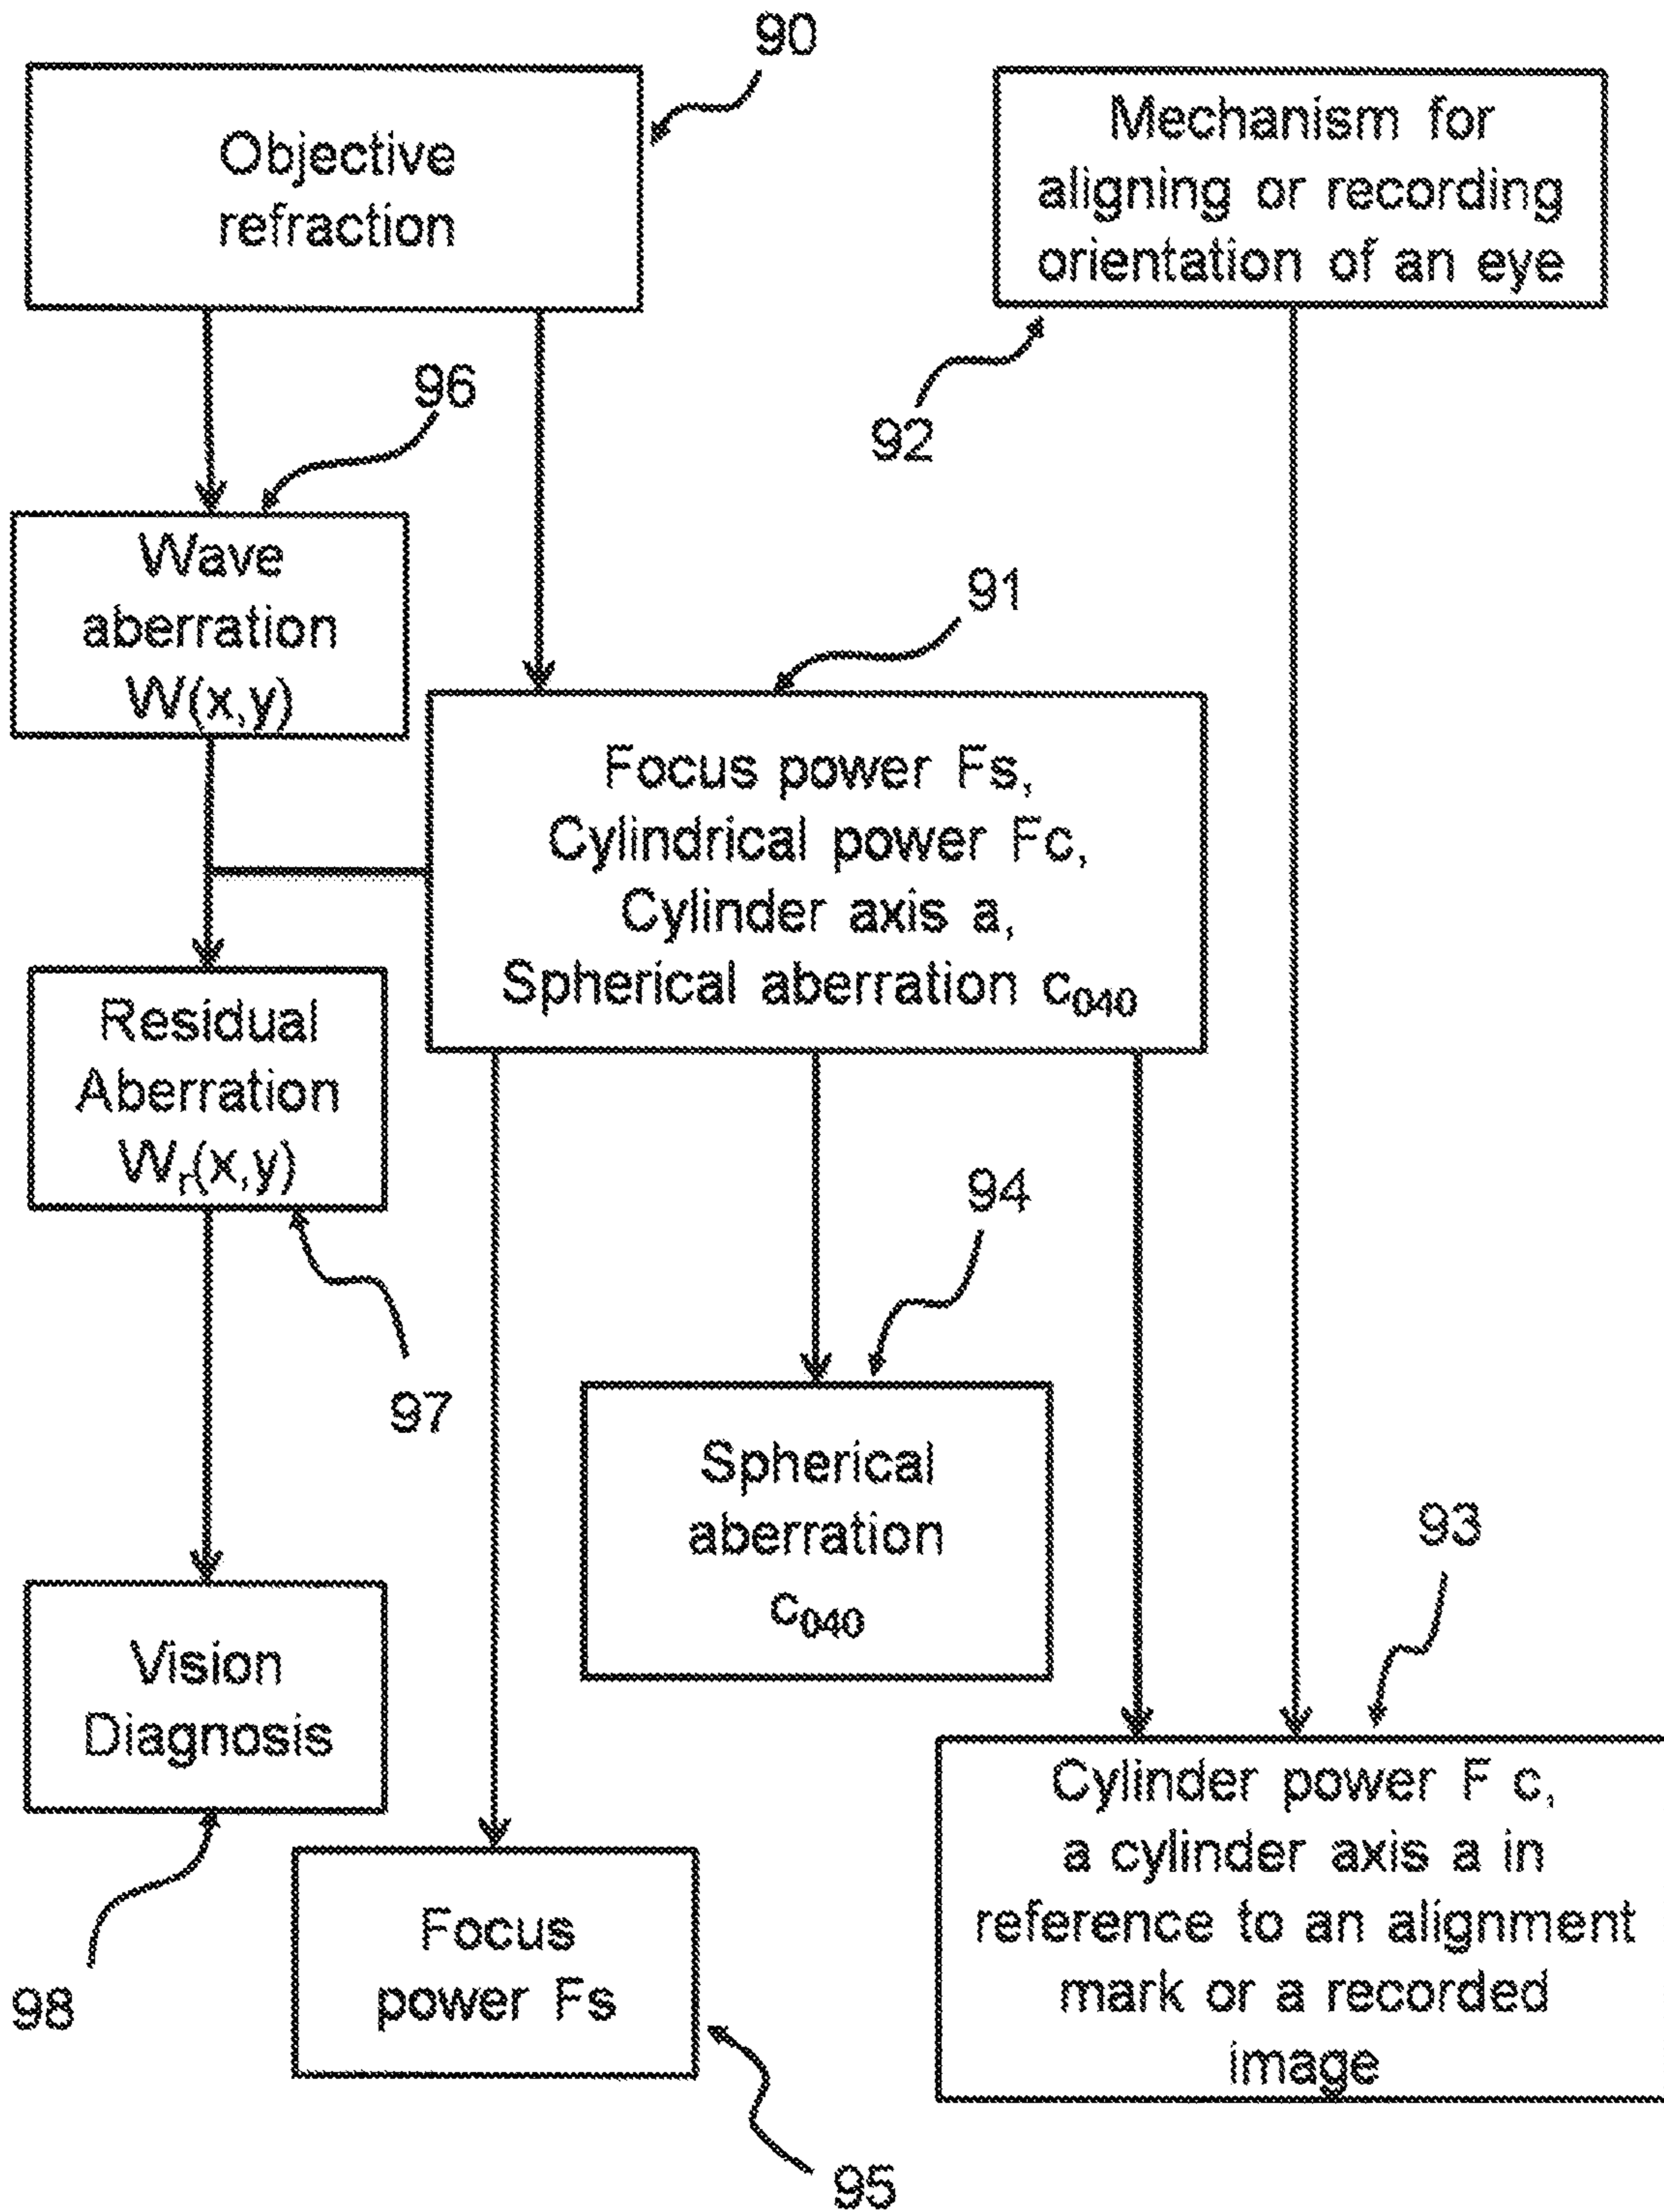 90
Objective
refraction
Mechanism for
aligning or recording
orientation of an eye
92
96
Wave
aberration
W(x,y)
91
Focus power Fs,
Cylindrical power Fc,
Cylinder axis a,
Spherical aberration c₀₄₀
Residual
Aberration
Wᵣ(x,y)
97
94
Spherical
aberration
c₀₄₀
93
Vision
Diagnosis
98
Focus
power Fs
95
Cylinder power F c,
a cylinder axis a in
reference to an alignment
mark or a recorded
image